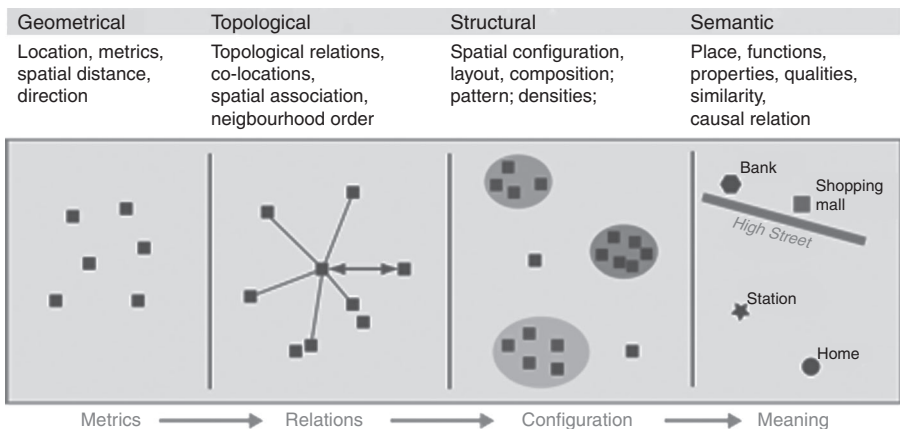 Geometrical
Topological
Structural
Semantic
Location, metrics,
spatial distance,
direction
Topological relations,
co-locations,
spatial association,
neigbourhood order
Spatial configuration,
layout, composition;
pattern; densities;
Place, functions,
properties, qualities,
similarity,
causal relation
Bank
Shopping
mall
High Street
Station
Home
Metrics
Relations
Configuration
Meaning